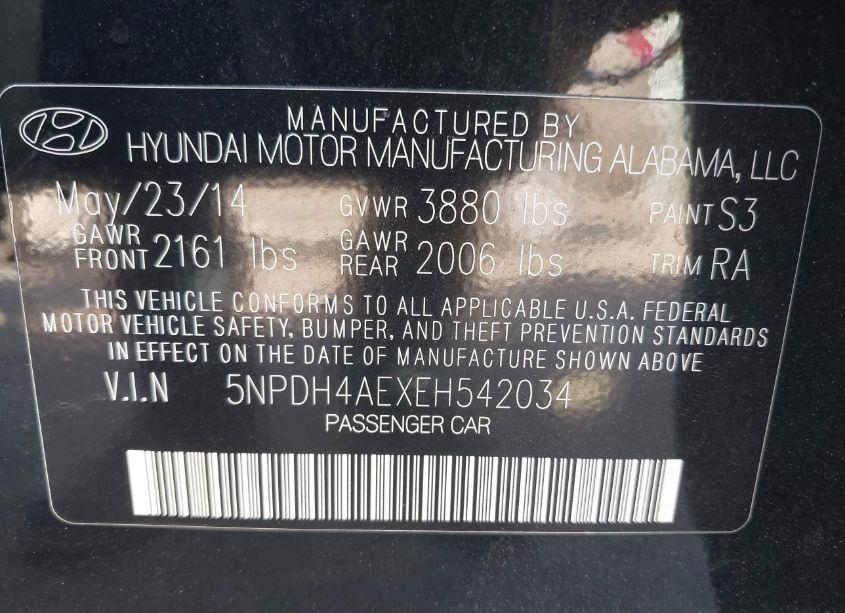 MANUFACTURED BY
HYUNDAI MOTOR MANUFACTURING ALABAMA, LLC
May/23/14 GVWR 3880 lbs PAINT S3
GAWR FRONT 2161 lbs GAWR REAR 2006 lbs TRIM RA
THIS VEHICLE CONFORMS TO ALL APPLICABLE U.S.A. FEDERAL
MOTOR VEHICLE SAFETY, BUMPER, AND THEFT PREVENTION STANDARDS
IN EFFECT ON THE DATE OF MANUFACTURE SHOWN ABOVE
V.I.N 5NPDH4AEXEH542034
PASSENGER CAR